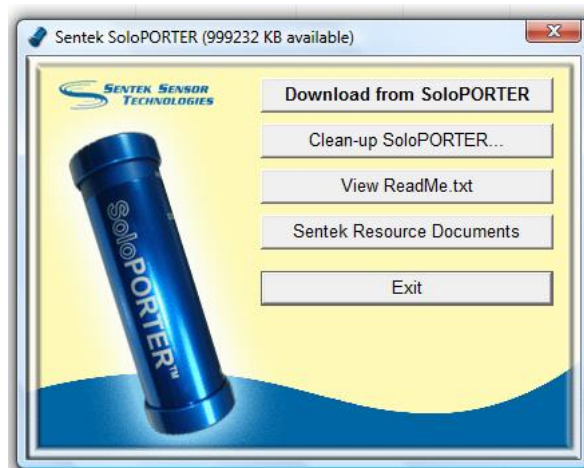 Sentek SoloPORTER (999232 KB available)
SENTEK SENSOR
TECHNOLOGIES
Download from SoloPORTER
Clean-up SoloPORTER...
View ReadMe.txt
Sentek Resource Documents
Exit
SoloPORTER™